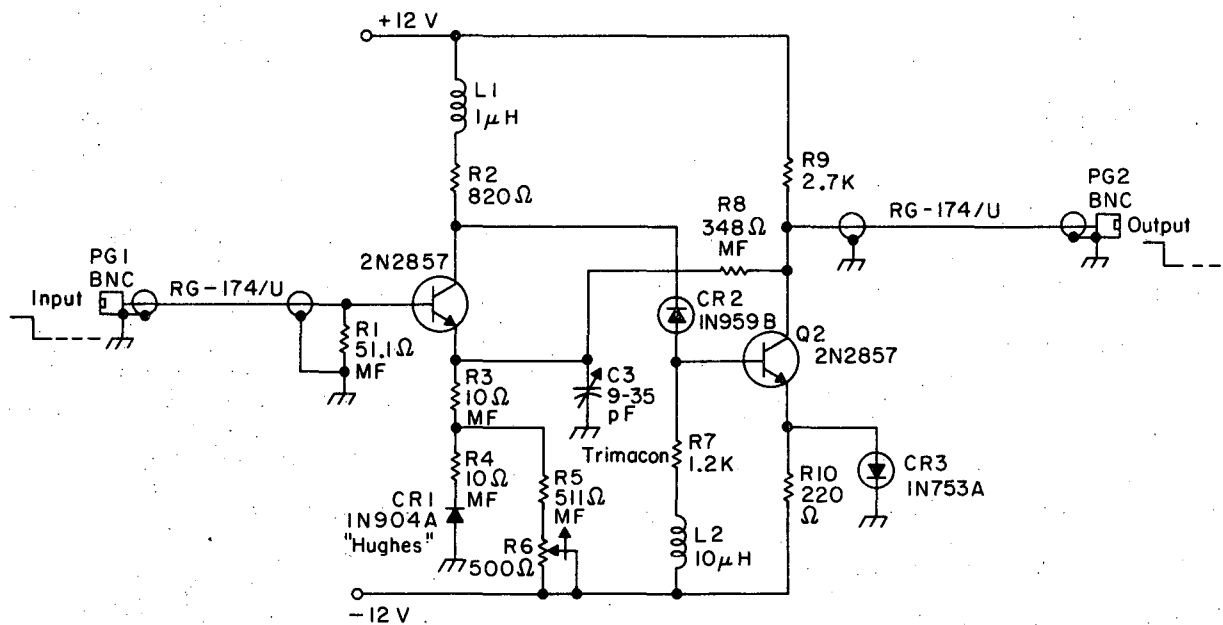 +12 V
L1
1μH
R2
820Ω
R9
2.7K
R8
348Ω
MF
PG2
BNC
RG-174/U
Output
PG1
BNC
Input
RG-174/U
2N2857
R1
51.1Ω
MF
CR2
1N959B
Q2
2N2857
R3
10Ω
MF
C3
9-35
pF
Trimacon
R7
1.2K
R4
10Ω
MF
R5
511Ω
MF
R10
220
Ω
CR3
1N753A
CR1
1N904A
"Hughes"
R6
500Ω
L2
10μH
-12 V